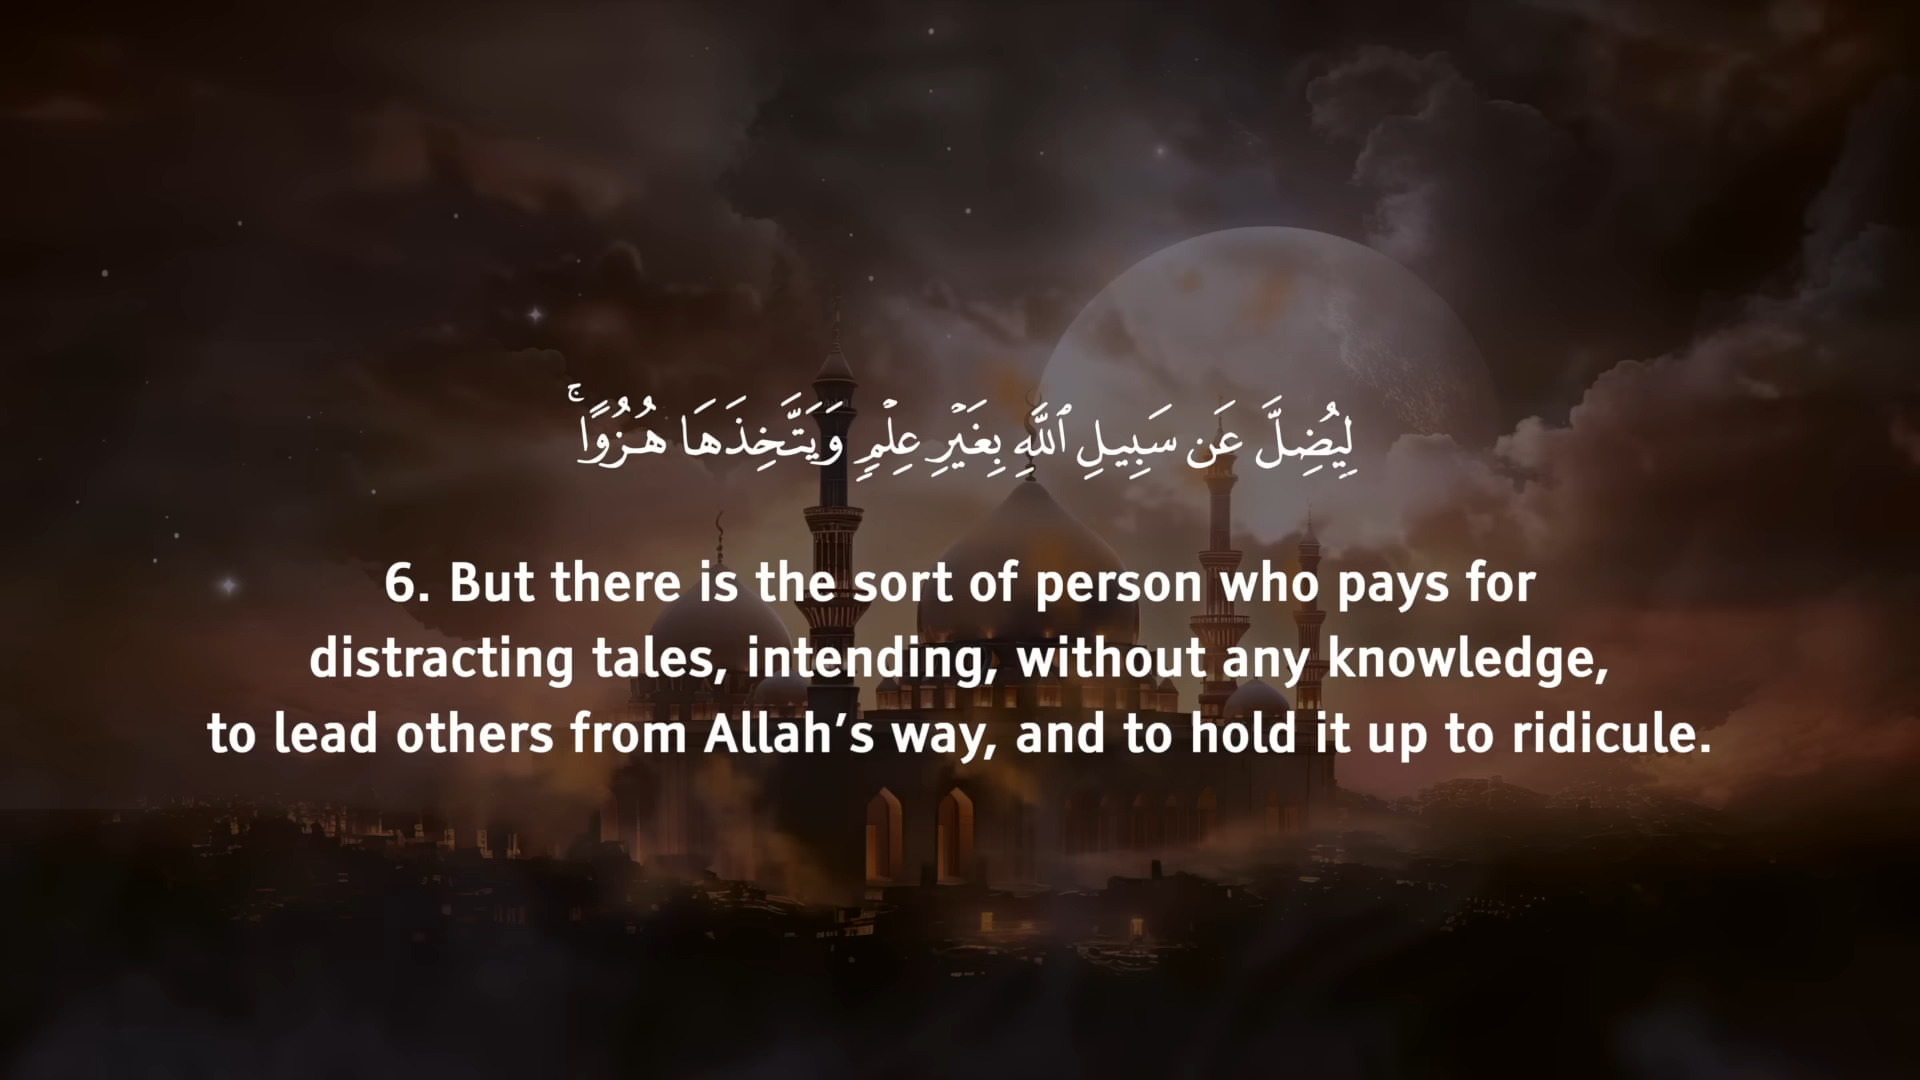 لِيُضِلَّ عَن سَبِيلِ ٱللَّهِ بِغَيْرِ عِلْمٍ وَيَتَّخِذَهَا هُزُوًا ۚ
6. But there is the sort of person who pays for
distracting tales, intending, without any knowledge,
to lead others from Allah’s way, and to hold it up to ridicule.